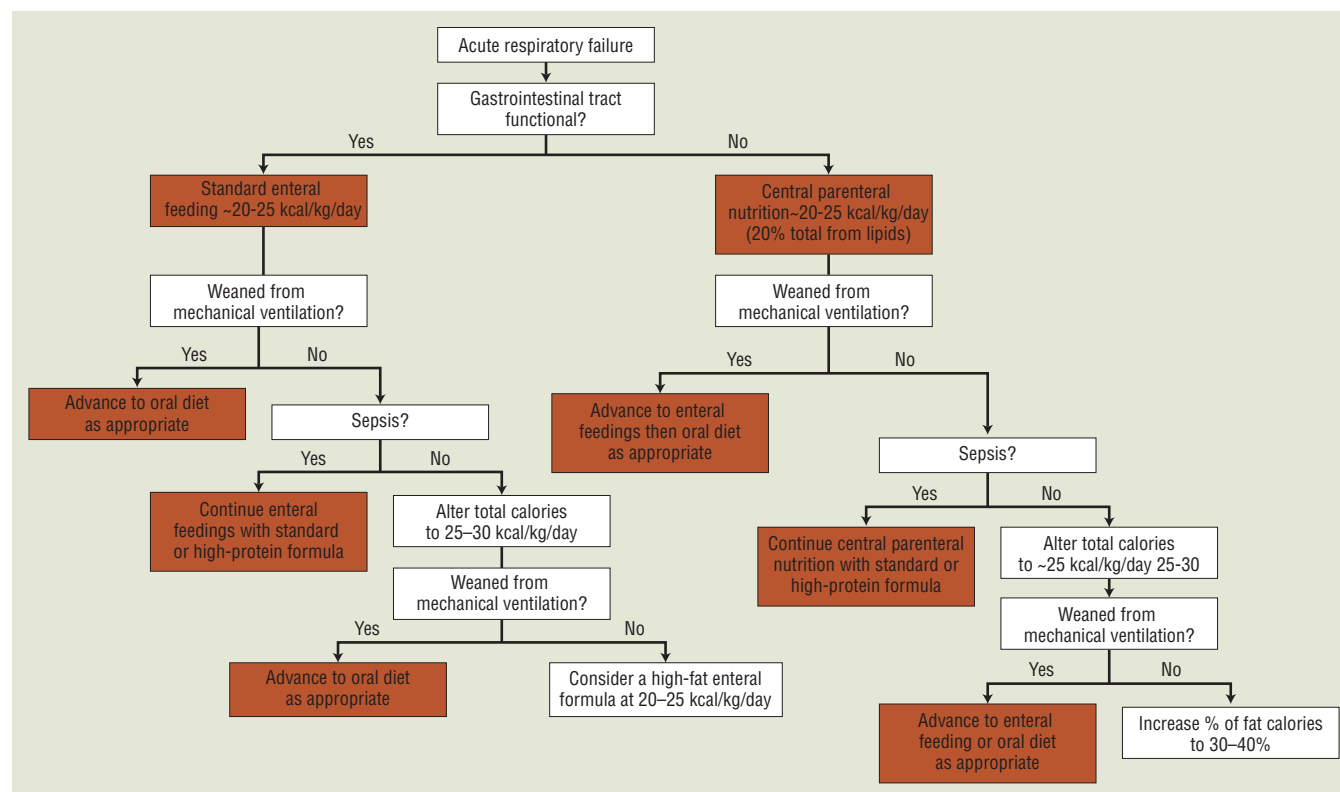 Acute respiratory failure
Gastrointestinal tract
functional?
Yes
No
Standard enteral
feeding ~20-25 kcal/kg/day
Central parenteral
nutrition~20-25 kcal/kg/day
(20% total from lipids)
Weaned from
mechanical ventilation?
Weaned from
mechanical ventilation?
Yes
No
Yes
No
Advance to oral diet
as appropriate
Sepsis?
Advance to enteral
feedings then oral diet
as appropriate
Sepsis?
Yes
No
Yes
No
Continue enteral
feedings with standard
or high-protein formula
Alter total calories
to 25–30 kcal/kg/day
Continue central parenteral
nutrition with standard or
high-protein formula
Alter total calories
to ~25 kcal/kg/day 25-30
Weaned from
mechanical ventilation?
Weaned from
mechanical ventilation?
Yes
No
Yes
No
Advance to oral diet
as appropriate
Consider a high-fat enteral
formula at 20–25 kcal/kg/day
Advance to enteral
feeding or oral diet
as appropriate
Increase % of fat calories
to 30–40%